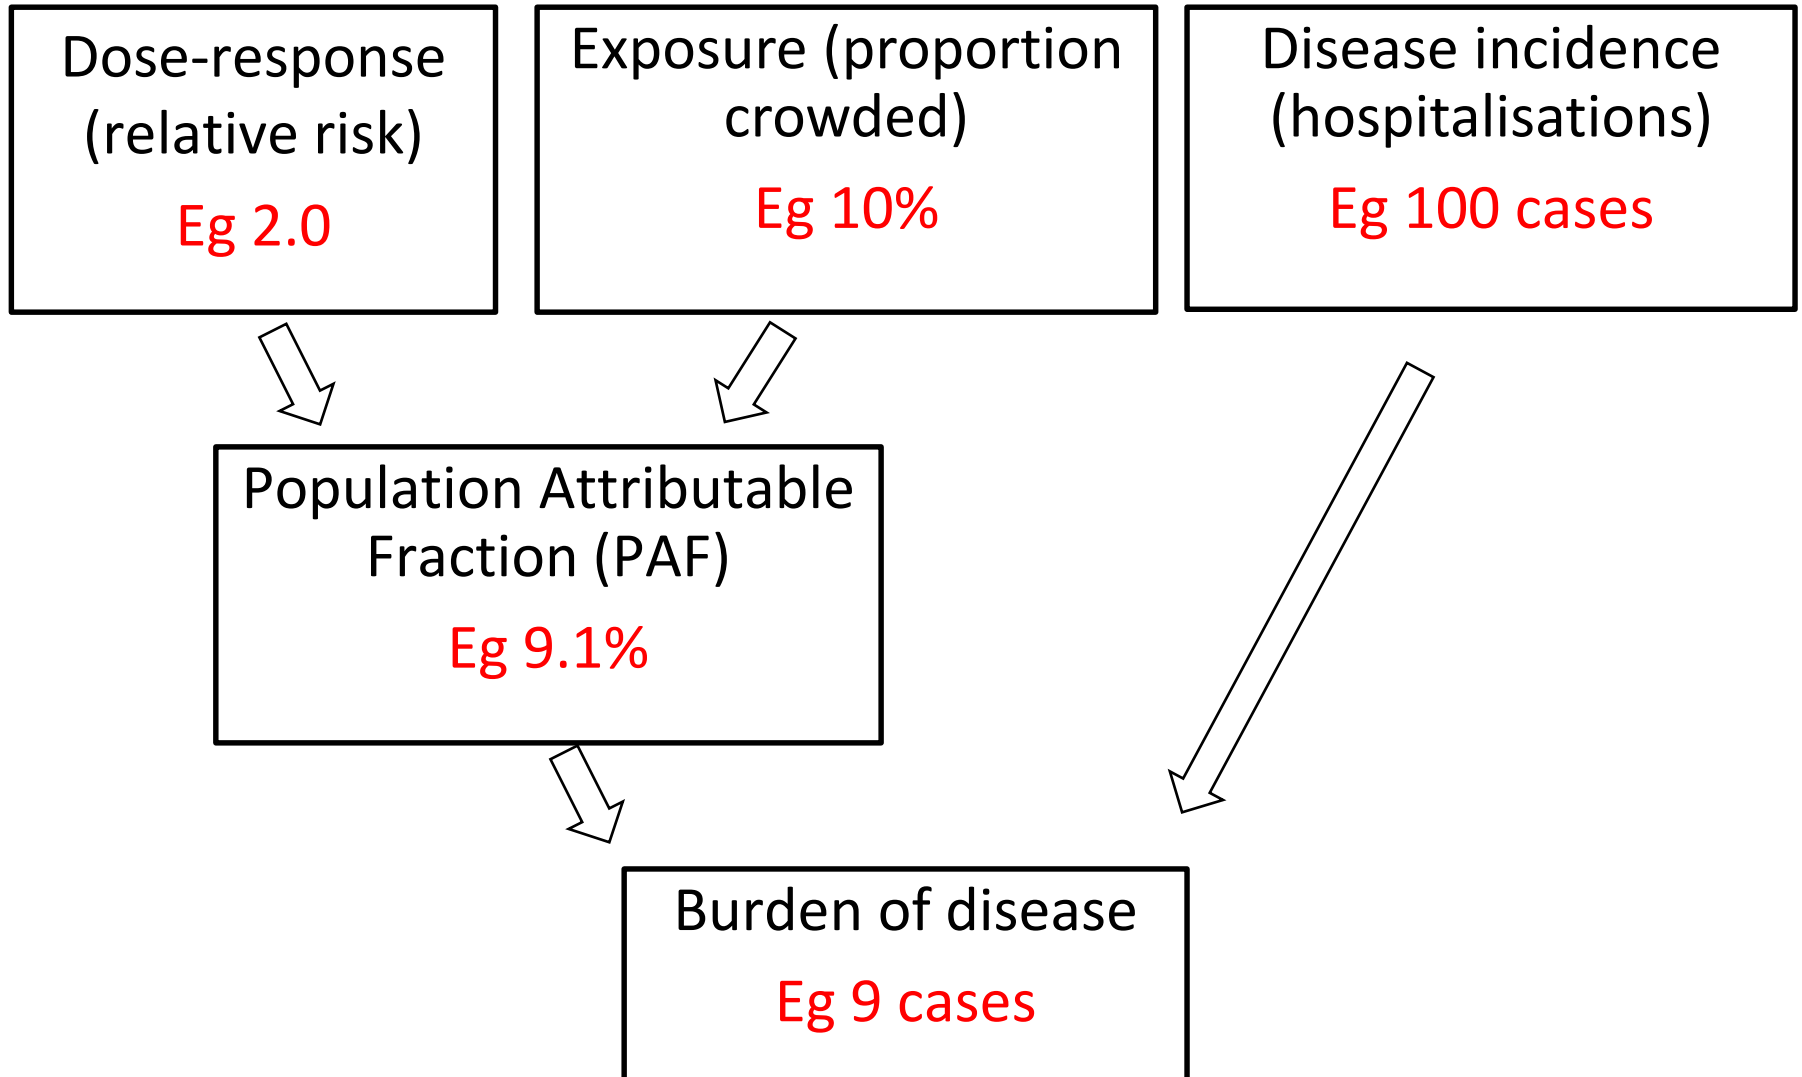 Dose-response
(relative risk)
Eg 2.0
Exposure (proportion
crowded)
Eg 10%
Disease incidence
(hospitalisations)
Eg 100 cases
Population Attributable
Fraction (PAF)
Eg 9.1%
Burden of disease
Eg 9 cases